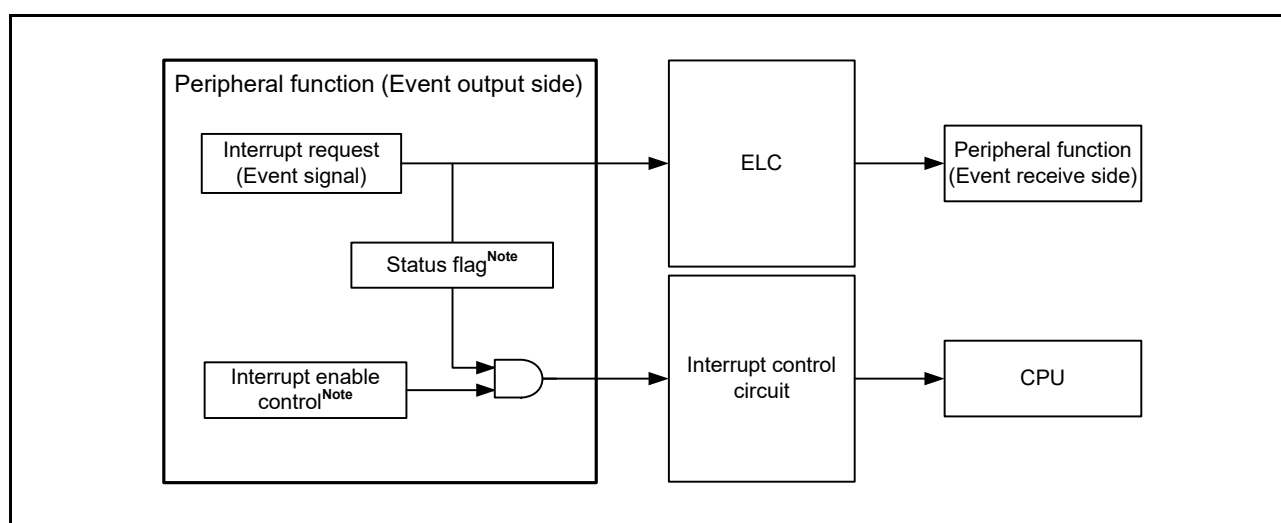 Peripheral function (Event output side)
Interrupt request
(Event signal)
ELC
Peripheral function
(Event receive side)
Status flagNote
Interrupt enable
controlNote
Interrupt control
circuit
CPU